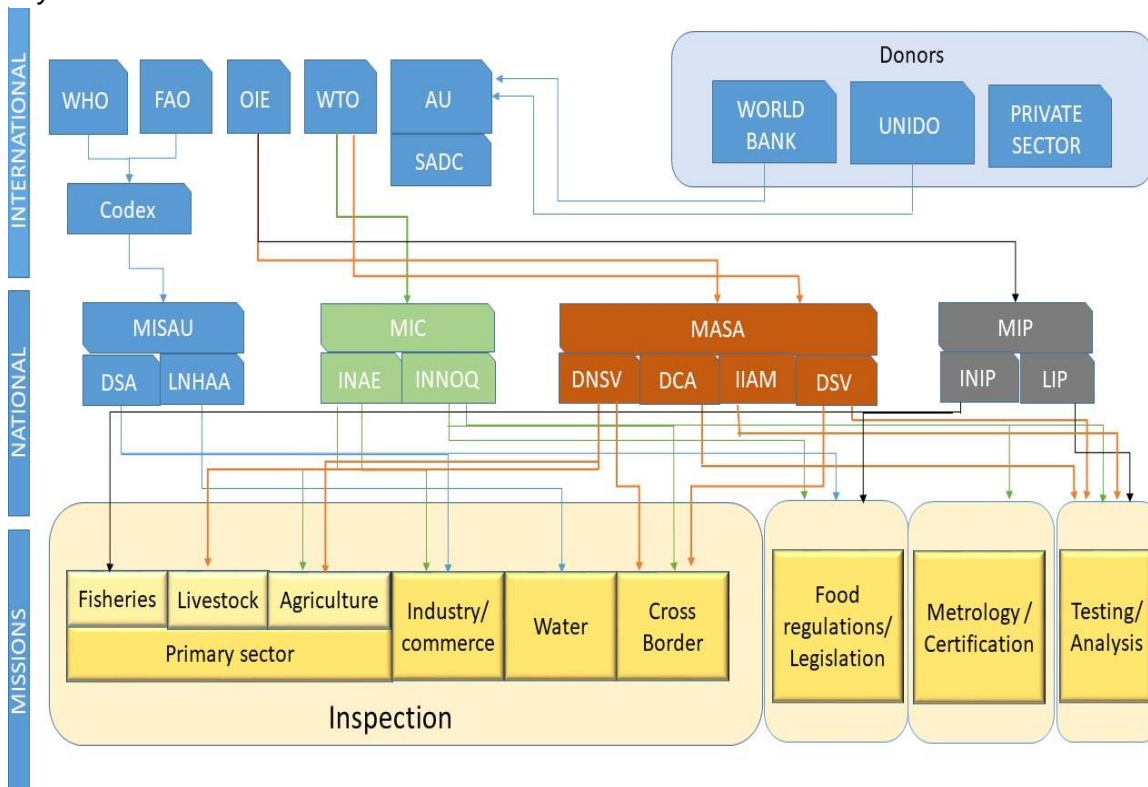 INTERNATIONAL
Donors
WHO
FAO
OIE
WTO
AU
SADC
WORLD
BANK
UNIDO
PRIVATE
SECTOR
Codex
NATIONAL
MISAU
DSA
LNHAA
MIC
INAE
INNOQ
MASA
DNSV
DCA
IIAM
DSV
MIP
INIP
LIP
MISSIONS
Fisheries
Livestock
Agriculture
Primary sector
Industry/
commerce
Water
Cross
Border
Inspection
Food
regulations/
Legislation
Metrology /
Certification
Testing/
Analysis